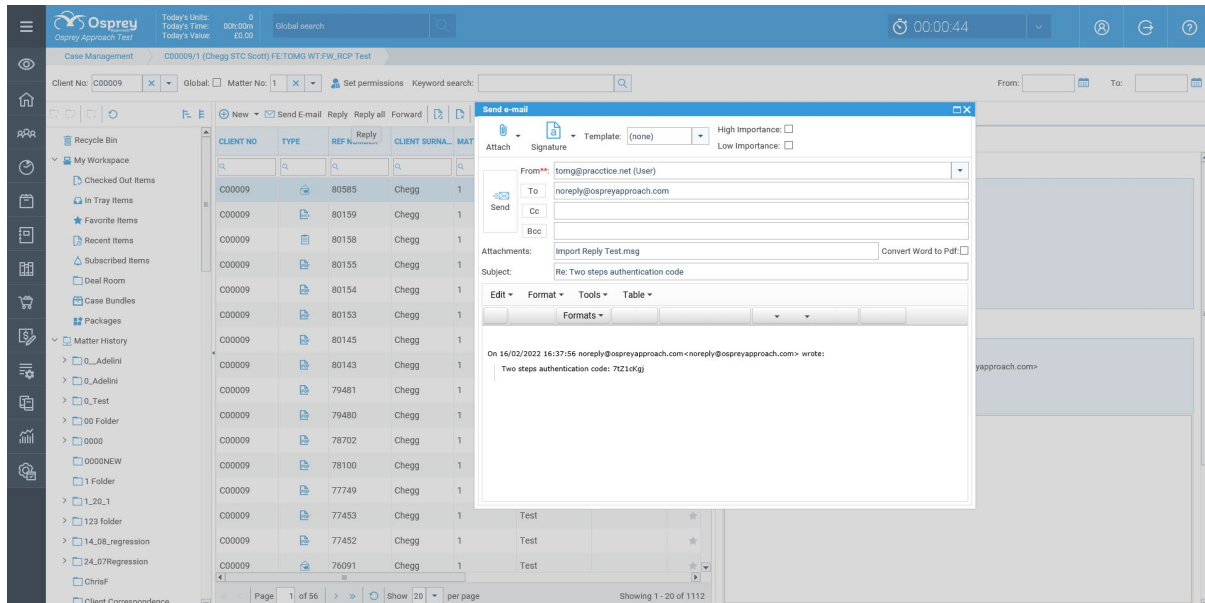 Osprey
Approach
Osprey Approach Test
Today's Units: 0
Today's Time: 00h:00m
Today's Value: £0.00
Global search
00:00:44
Case Management
C00009/1 (Chegg STC Scott) FE:TOMG WT:FW_RCP Test
Client No: C00009 Global: Matter No: 1 Set permissions Keyword search: From: To:
New Send E-mail Reply Reply all Forward
Reply
Recycle Bin
My Workspace
Checked Out Items
In Tray Items
Favorite Items
Recent Items
Subscribed Items
Deal Room
Case Bundles
Packages
Matter History
0__Adelini
0_Adelini
0_Test
00 Folder
0000
0000NEW
1 Folder
1_20_1
123 folder
14_08_regression
24_07Regression
ChrisF
Client Correspondence
CLIENT NO TYPE REF N CLIENT SURNA... MAT
C00009 80585 Chegg 1
C00009 80159 Chegg 1
C00009 80158 Chegg 1
C00009 80155 Chegg 1
C00009 80154 Chegg 1
C00009 80153 Chegg 1
C00009 80145 Chegg 1
C00009 80143 Chegg 1
C00009 79481 Chegg 1
C00009 79480 Chegg 1
C00009 78702 Chegg 1
C00009 78100 Chegg 1
C00009 77749 Chegg 1
C00009 77453 Chegg 1 Test
C00009 77452 Chegg 1 Test
C00009 76091 Chegg 1 Test
Page 1 of 56 Show 20 per page Showing 1 - 20 of 1112
Send e-mail
Attach
Signature
Template: (none)
High Importance:
Low Importance:
Send
From**: tomg@pracctice.net (User)
To noreply@ospreyapproach.com
Cc
Bcc
Attachments: Import Reply Test.msg Convert Word to Pdf:
Subject: Re: Two steps authentication code
Edit Format Tools Table
Formats
On 16/02/2022 16:37:56 noreply@ospreyapproach.com<noreply@ospreyapproach.com> wrote:
Two steps authentication code: 7tZ1cKgj
yapproach.com>